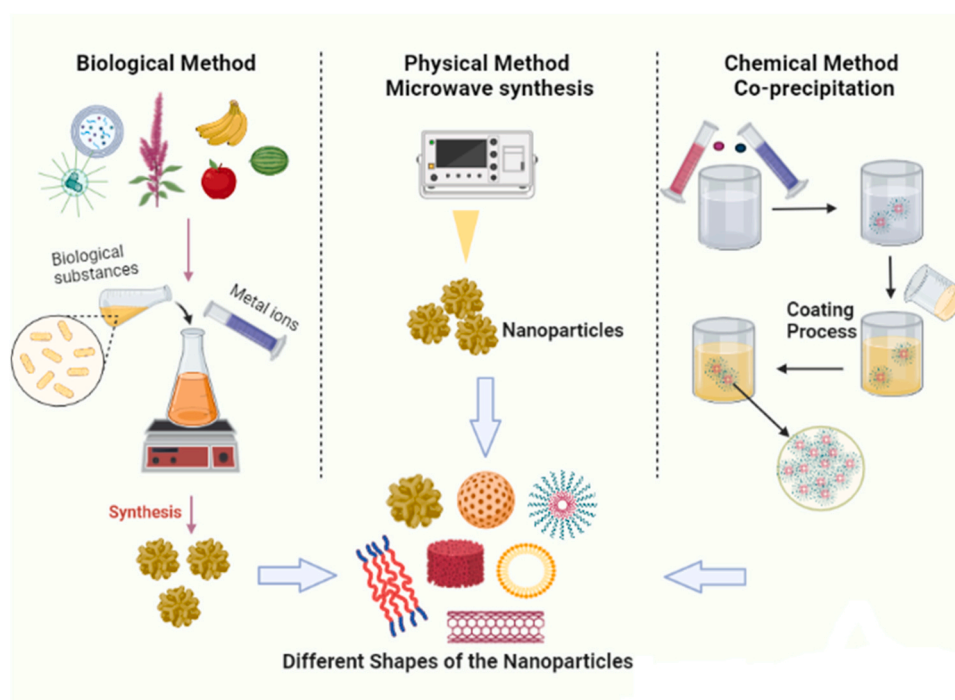 Biological Method
Physical Method
Microwave synthesis
Chemical Method
Co-precipitation
Biological
substances
Metal ions
Nanoparticles
Coating
Process
Synthesis
Different Shapes of the Nanoparticles